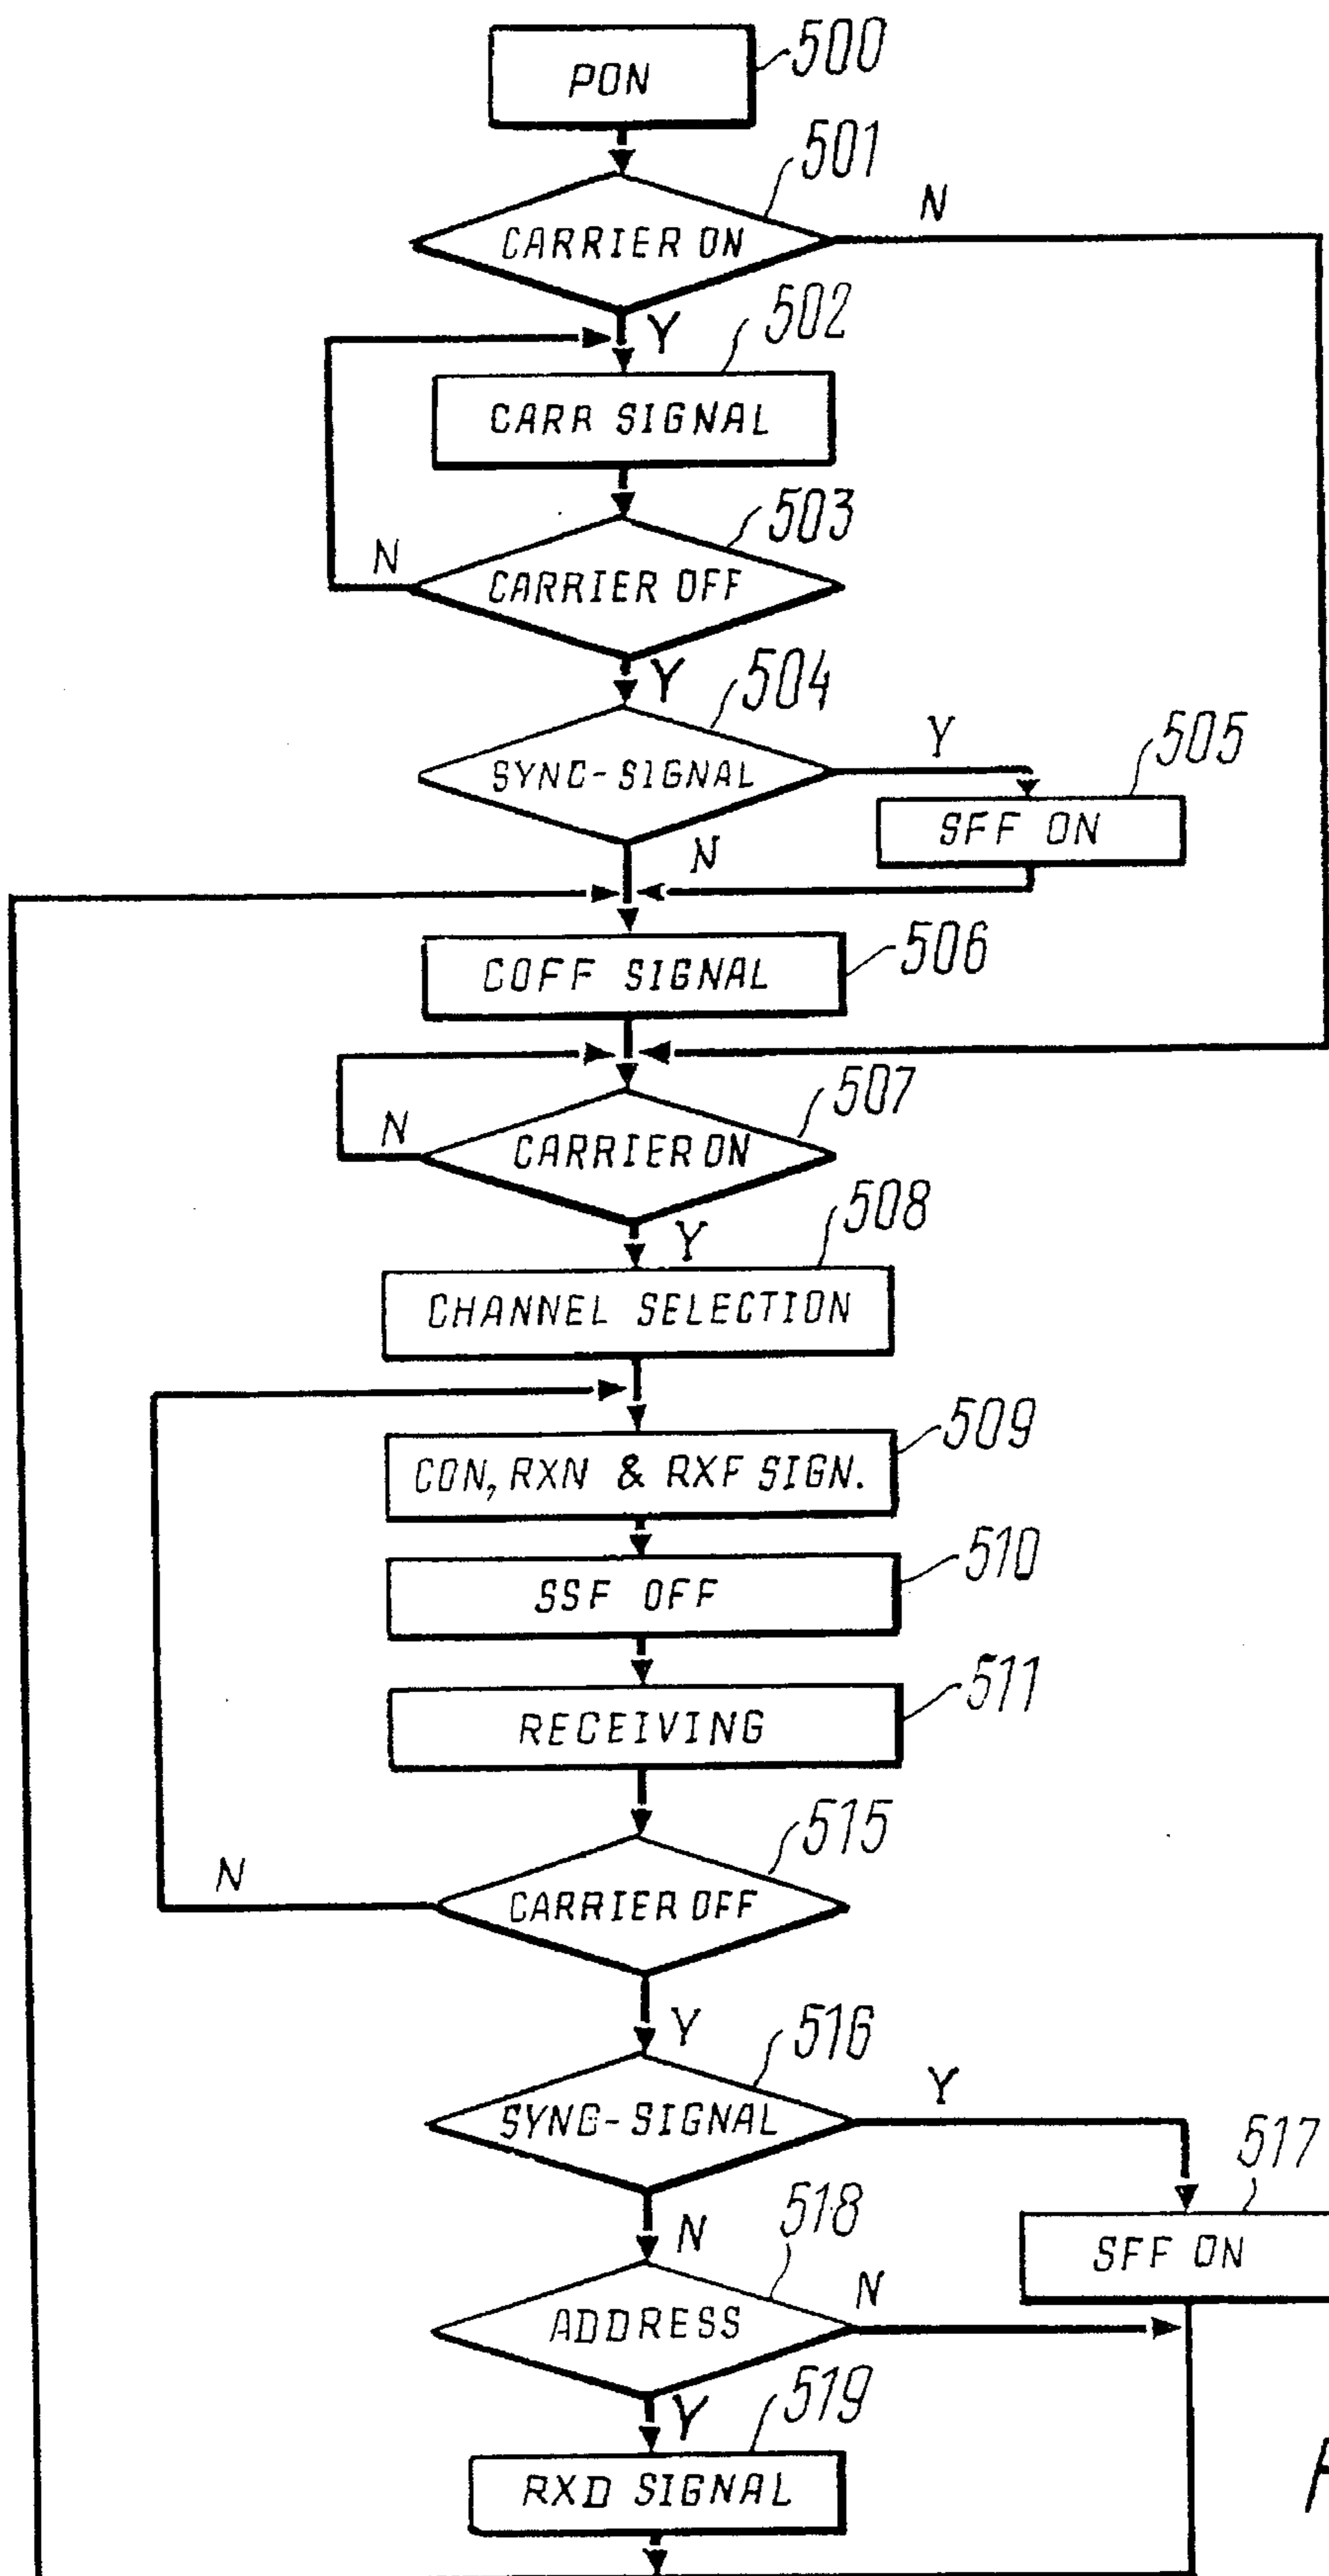 500
PON
501
CARRIER ON
N
Y
502
CARR SIGNAL
503
N
CARRIER OFF
Y
504
SYNC-SIGNAL
Y
505
SFF ON
N
COFF SIGNAL
506
507
N
CARRIER ON
Y
508
CHANNEL SELECTION
509
CON, RXN & RXF SIGN.
510
SSF OFF
511
RECEIVING
515
N
CARRIER OFF
Y
516
SYNG-SIGNAL
Y
517
N
518
SFF ON
ADDRESS
N
Y
519
RXD SIGNAL